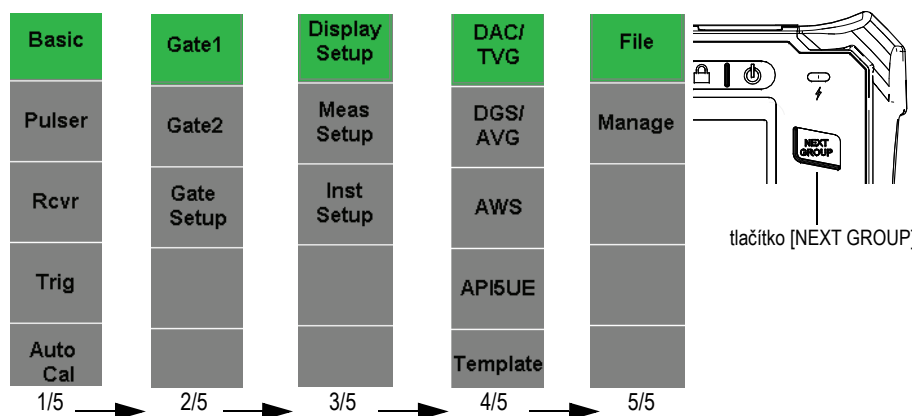 Basic
Pulser
Rcvr
Trig
Auto
Cal
1/5
Gate1
Gate2
Gate
Setup
2/5
Display
Setup
Meas
Setup
Inst
Setup
3/5
DAC/
TVG
DGS/
AVG
AWS
API5UE
Template
4/5
File
Manage
5/5
NEXT
GROUP
tlačítko [NEXT GROUP]